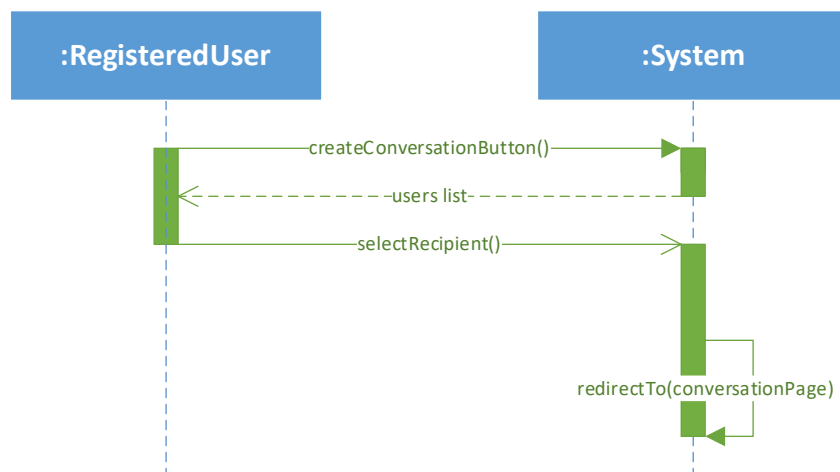 :RegisteredUser
:System
createConversationButton()
users list
selectRecipient()
redirectTo(conversationPage)